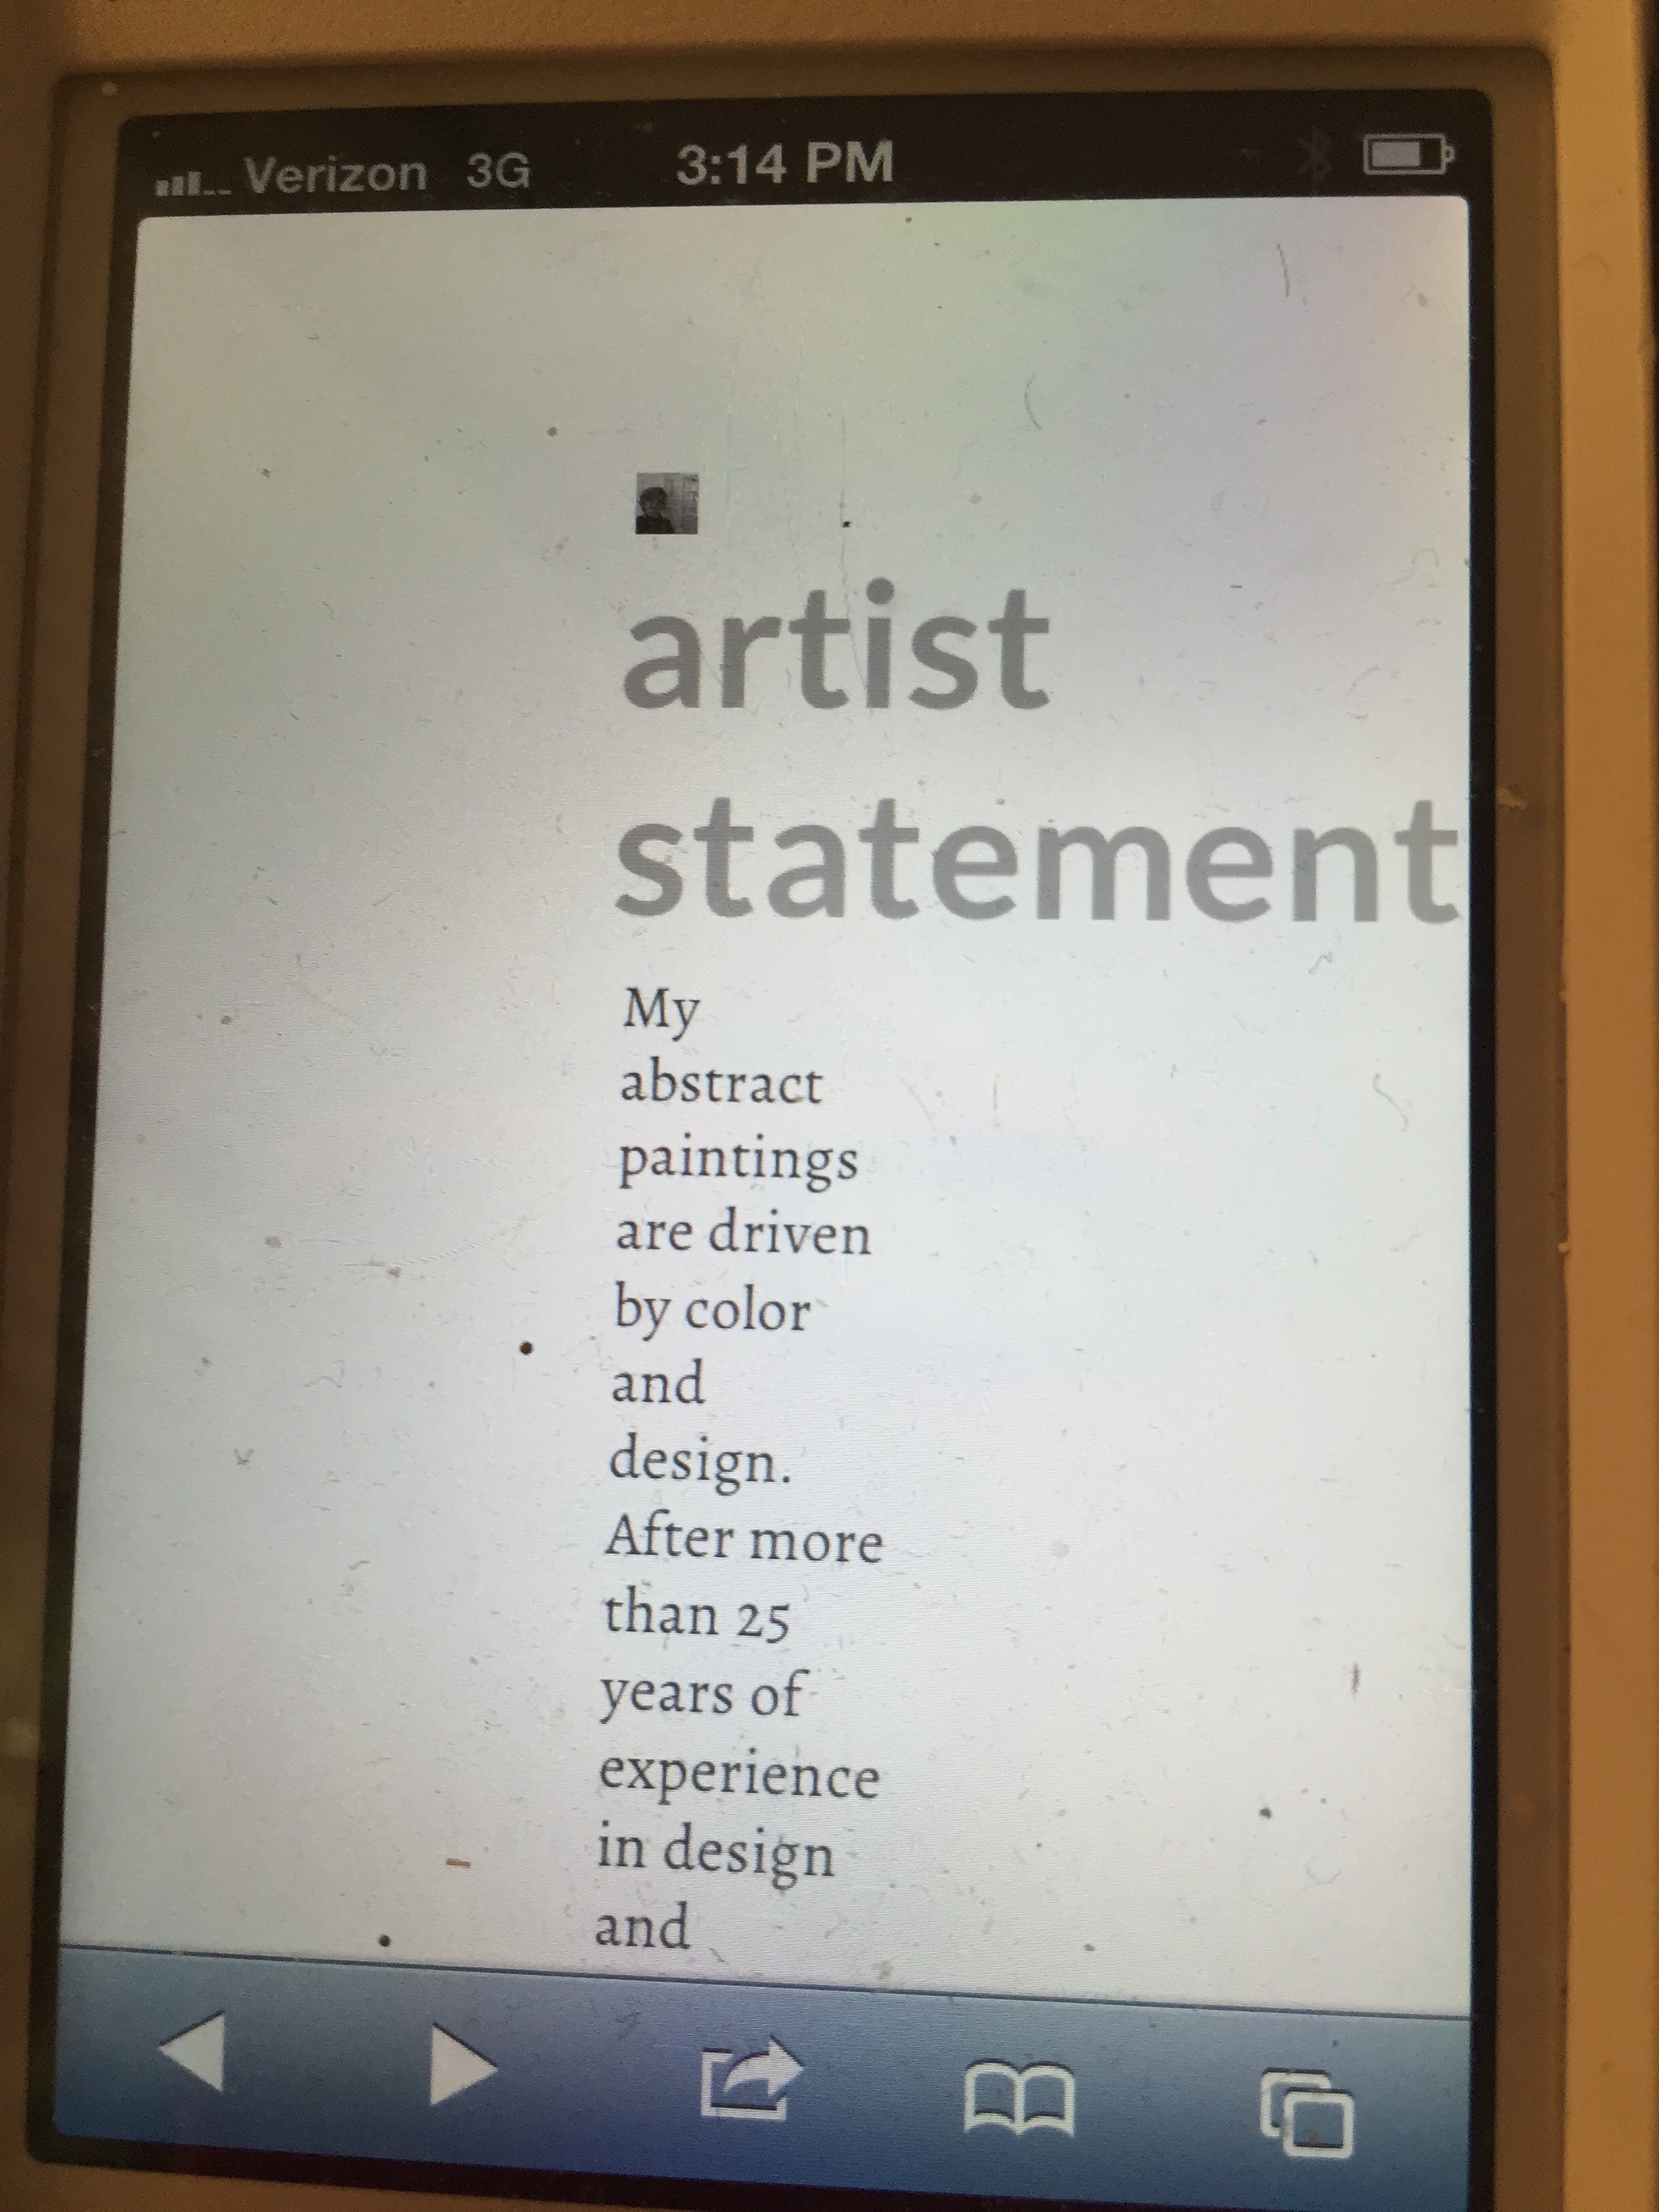 Verizon 3G 3:14 PM
artist
statement
My
abstract
paintings
are driven
by color
and
design.
After more
than 25
years of
experience
in design
and